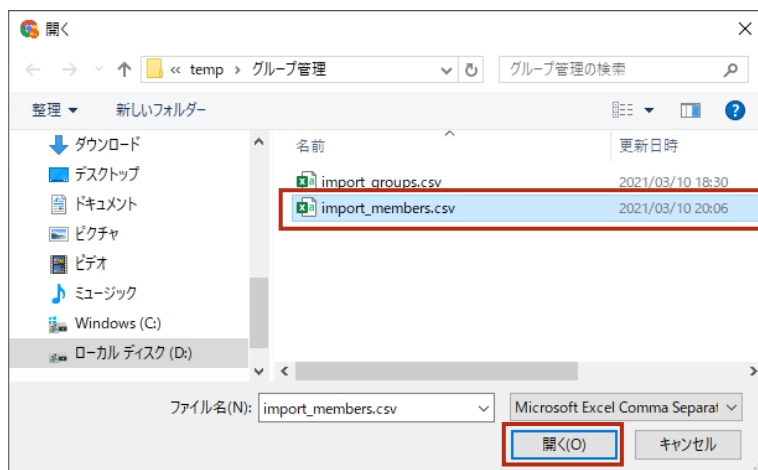 開く
« temp › グループ管理
グループ管理の検索
整理
新しいフォルダー
ダウンロード
デスクトップ
ドキュメント
ピクチャ
ビデオ
ミュージック
Windows (C:)
ローカル ディスク (D:)
名前 更新日時
import_groups.csv 2021/03/10 18:30
import_members.csv 2021/03/10 20:06
ファイル名(N): import_members.csv
Microsoft Excel Comma Separat
開く(O) キャンセル